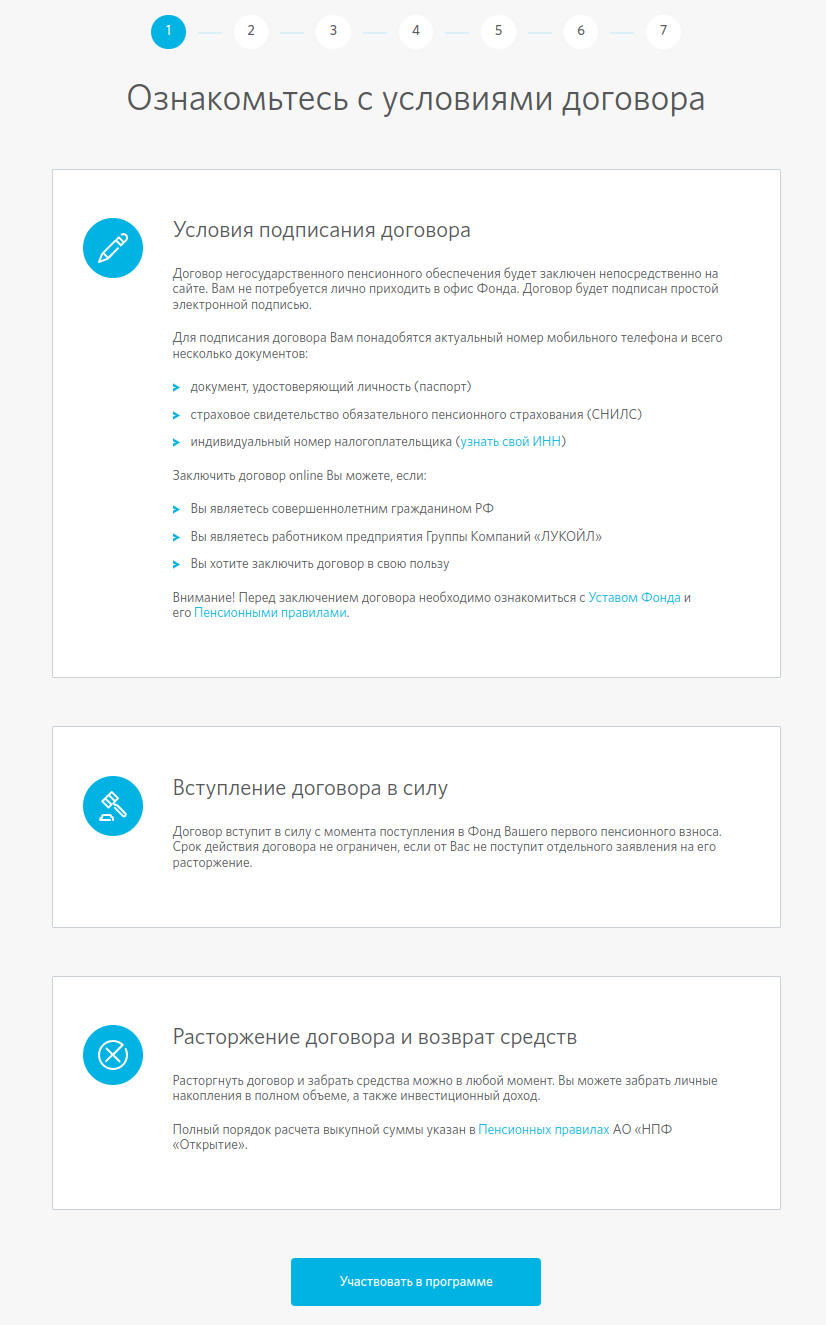 1 2 3 4 5 6 7
Ознакомьтесь с условиями договора
Условия подписания договора
Договор негосударственного пенсионного обеспечения будет заключен непосредственно на
сайте. Вам не потребуется лично приходить в офис Фонда. Договор будет подписан простой
электронной подписью.
Для подписания договора Вам понадобятся актуальный номер мобильного телефона и всего
несколько документов:
документ, удостоверяющий личность (паспорт)
страховое свидетельство обязательного пенсионного страхования (СНИЛС)
индивидуальный номер налогоплательщика (узнать свой ИНН)
Заключить договор online Вы можете, если:
Вы являетесь совершеннолетним гражданином РФ
Вы являетесь работником предприятия Группы Компаний «ЛУКОЙЛ»
Вы хотите заключить договор в свою пользу
Внимание! Перед заключением договора необходимо ознакомиться с Уставом Фонда и
его Пенсионными правилами.
Вступление договора в силу
Договор вступит в силу с момента поступления в Фонд Вашего первого пенсионного взноса.
Срок действия договора не ограничен, если от Вас не поступит отдельного заявления на его
расторжение.
Расторжение договора и возврат средств
Расторгнуть договор и забрать средства можно в любой момент. Вы можете забрать личные
накопления в полном объеме, а также инвестиционный доход.
Полный порядок расчета выкупной суммы указан в Пенсионных правилах АО «НПФ
«Открытие».
Участвовать в программе